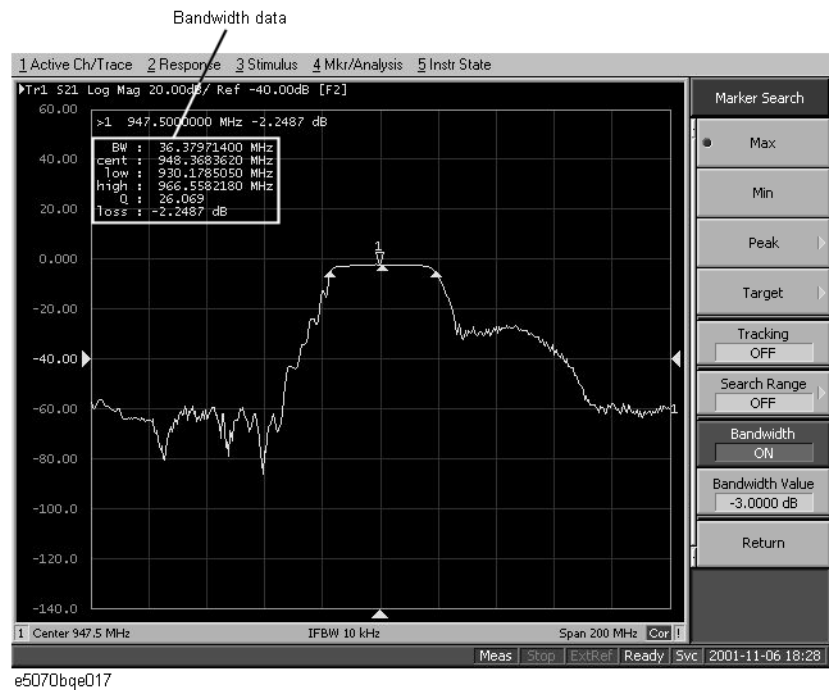 Bandwidth data
1 Active Ch/Trace 2 Response 3 Stimulus 4 Mkr/Analysis 5 Instr State
Tr1 S21 Log Mag 20.00dB/ Ref -40.00dB [F2]
60.00
>1 947.5000000 MHz -2.2487 dB
BW : 36.37971400 MHz
cent : 948.3683620 MHz
low : 930.1785050 MHz
high : 966.5582180 MHz
Q : 26.069
loss : -2.2487 dB
40.00
20.00
0.000
-20.00
-40.00
-60.00
-80.00
-100.0
-120.0
-140.0
1
1
Marker Search
Max
Min
Peak
Target
Tracking
OFF
Search Range
OFF
Bandwidth
ON
Bandwidth Value
-3.0000 dB
Return
1 Center 947.5 MHz IFBW 10 kHz Span 200 MHz Cor !
Meas Stop ExtRef Ready Svc 2001-11-06 18:28
e5070bqe017